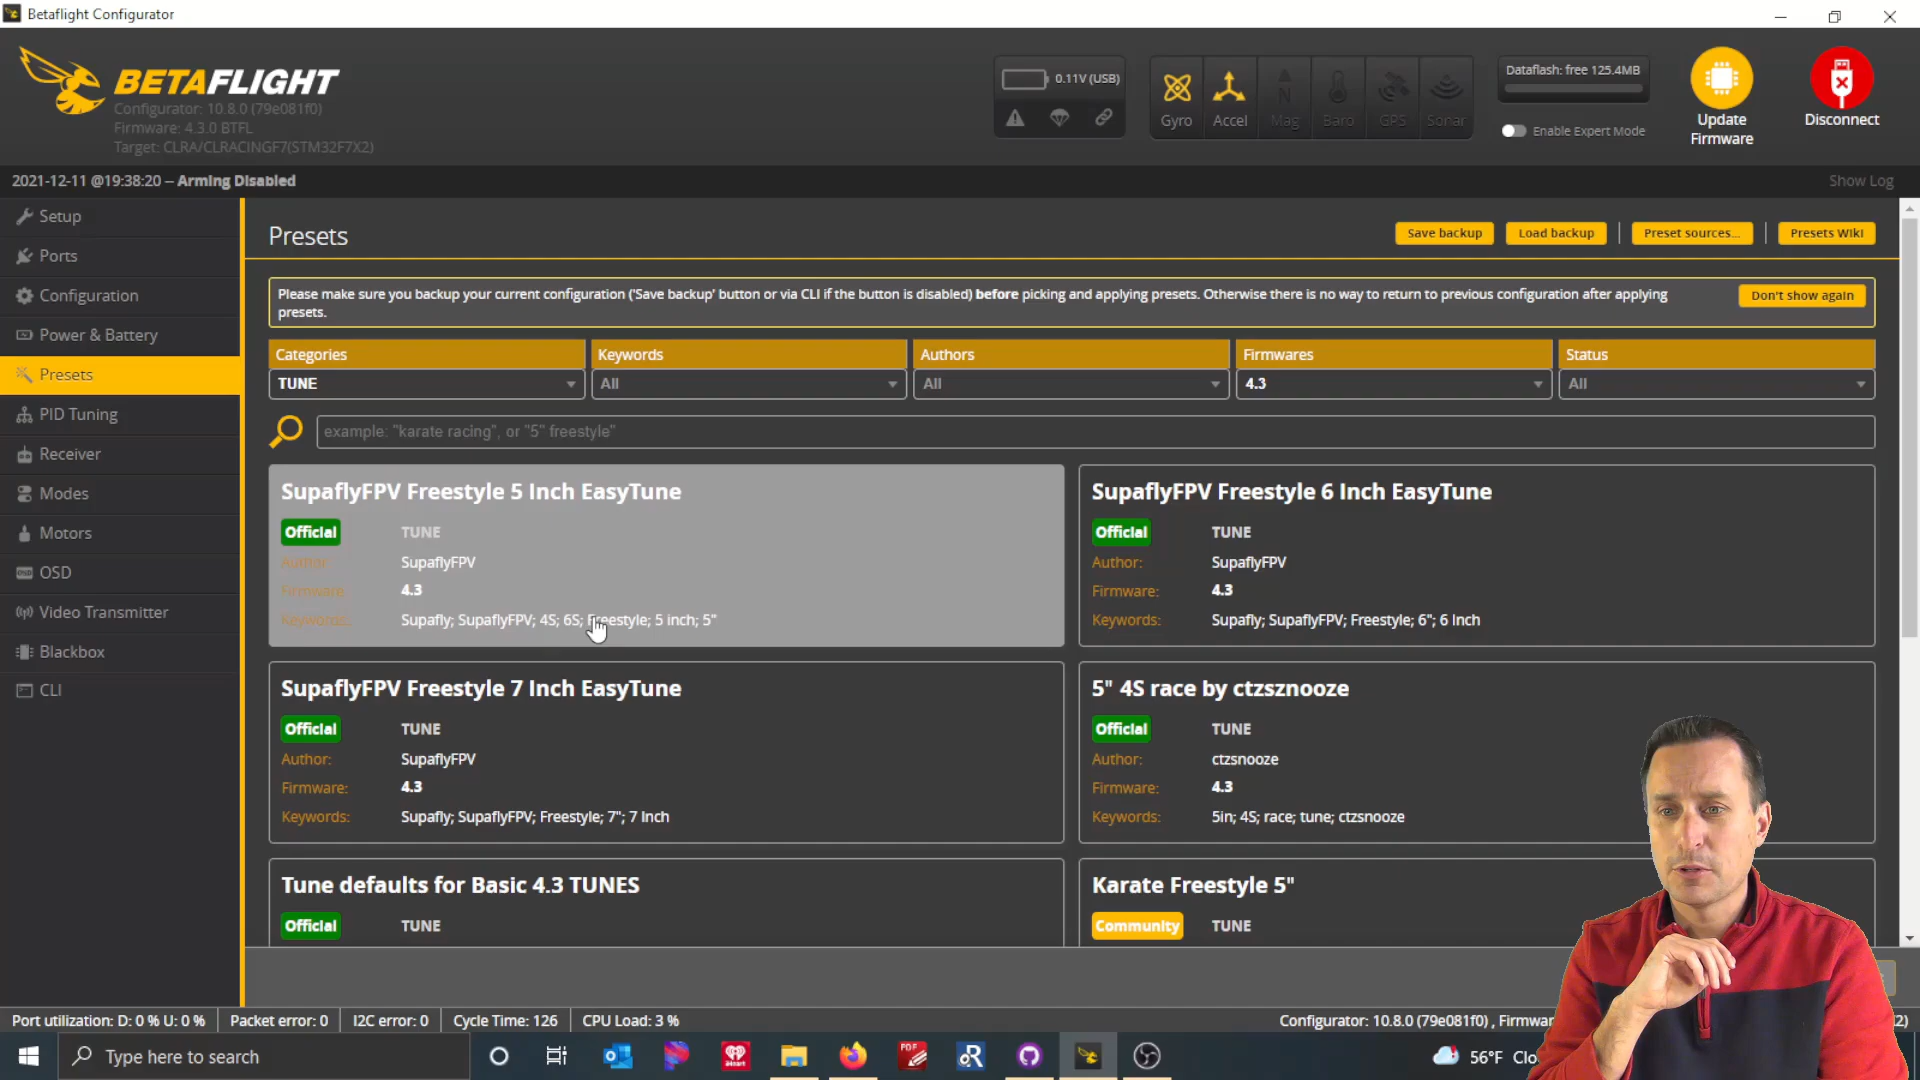 Betaflight Configurator
BETAFLIGHT
Configurator: 10.8.0 (79e081f0)
Firmware: 4.3.0 BTFL
Target: CLRA/CLRACINGF7(STM32F7X2)
0.11V (USB)
Gyro
Accel
Mag
Baro
GPS
Sonar
Dataflash: free 125.4MB
Enable Expert Mode
Update
Firmware
Disconnect
2021-12-11 @19:38:20 -- Arming Disabled
Show Log
Setup
Ports
Configuration
Power & Battery
Presets
PID Tuning
Receiver
Modes
Motors
OSD
Video Transmitter
Blackbox
CLI
Presets
Save backup
Load backup
Preset sources...
Presets Wiki
Please make sure you backup your current configuration ('Save backup' button or via CLI if the button is disabled) before picking and applying presets. Otherwise there is no way to return to previous configuration after applying
presets.
Don't show again
Categories
Keywords
Authors
Firmwares
Status
TUNE
All
All
4.3
All
example: "karate racing", or "5" freestyle"
SupaflyFPV Freestyle 5 Inch EasyTune
Official TUNE
Author: SupaflyFPV
Firmware: 4.3
Keywords: Supafly; SupaflyFPV; 4S; 6S; Freestyle; 5 inch; 5"
SupaflyFPV Freestyle 6 Inch EasyTune
Official TUNE
Author: SupaflyFPV
Firmware: 4.3
Keywords: Supafly; SupaflyFPV; Freestyle; 6"; 6 Inch
SupaflyFPV Freestyle 7 Inch EasyTune
Official TUNE
Author: SupaflyFPV
Firmware: 4.3
Keywords: Supafly; SupaflyFPV; Freestyle; 7"; 7 Inch
5" 4S race by ctzsznooze
Official TUNE
Author: ctzsnooze
Firmware: 4.3
Keywords: 5in; 4S; race; tune; ctzsnooze
Tune defaults for Basic 4.3 TUNES
Official TUNE
Karate Freestyle 5"
Community TUNE
Port utilization: D: 0 % U: 0 %
Packet error: 0
I2C error: 0
Cycle Time: 126
CPU Load: 3 %
Configurator: 10.8.0 (79e081f0) , Firmwar
2)
Type here to search
56°F Clo